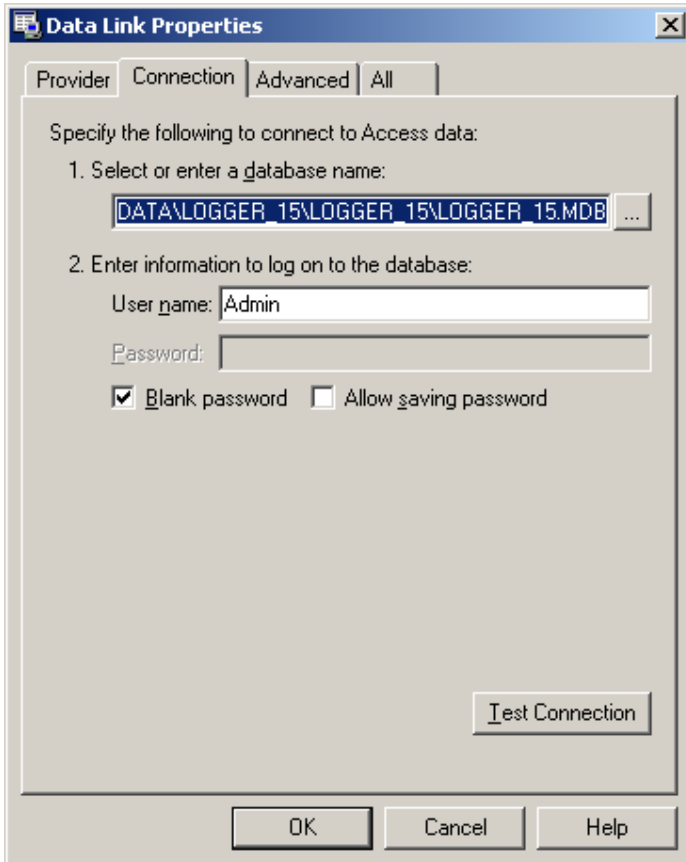 Data Link Properties
Provider Connection Advanced All
Specify the following to connect to Access data:
1. Select or enter a database name:
DATA\LOGGER_15\LOGGER_15\LOGGER_15.MDB ...
2. Enter information to log on to the database:
User name: Admin
Password:
Blank password Allow saving password
Test Connection
OK Cancel Help